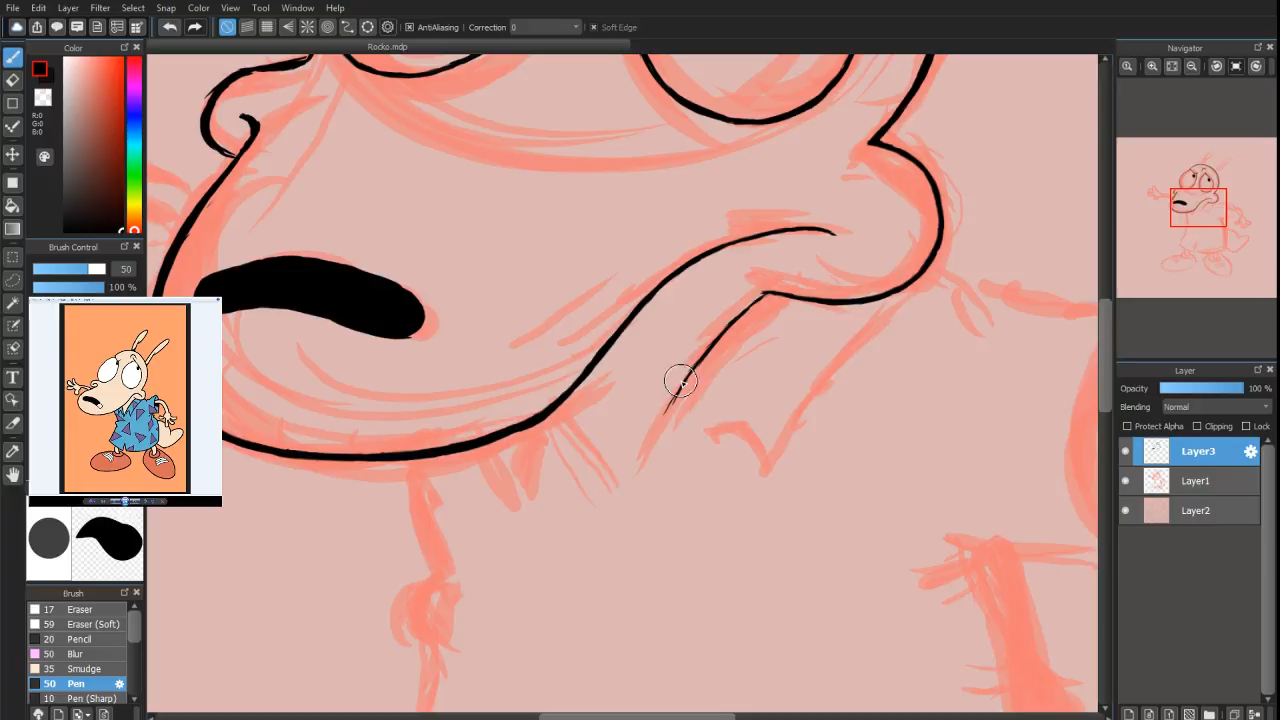 File Edit Layer Filter Select Snap Color View Tool Window Help
AntiAliasing Correction 0 Soft Edge
Color
Rocko.mdp
Navigator
R:0
G:0
B:0
Brush Control
50
100 %
Layer
Opacity 100 %
Blending Normal
Protect Alpha Clipping Lock
Layer3
Layer1
Layer2
Brush
17 Eraser
59 Eraser (Soft)
20 Pencil
50 Blur
35 Smudge
50 Pen
10 Pen (Sharp)